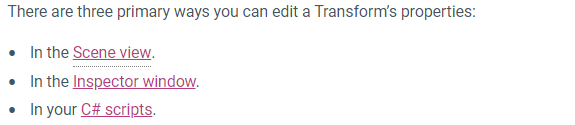 There are three primary ways you can edit a Transform’s properties:
• In the Scene view.
• In the Inspector window.
• In your C# scripts.